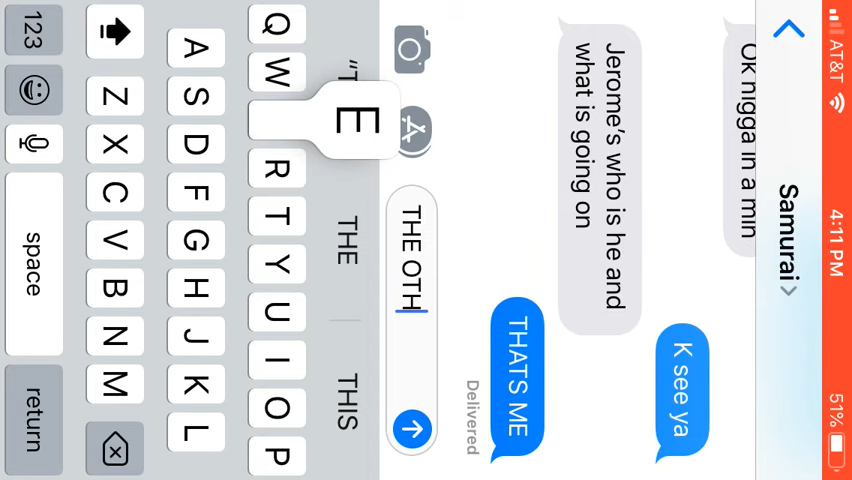 AT&T 4:11 PM 51%
Samurai
Ok nigga in a min
K see ya
Jerome's who is he and
what is going on
THATS ME
Delivered
THE OTH
THE THIS
Q W E R T Y U I O P
A S D F G H J K L
Z X C V B N M
123 space return